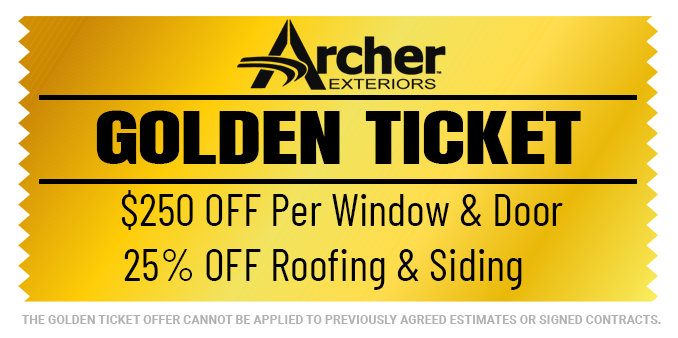 Archer™
EXTERIORS
GOLDEN TICKET
$250 OFF Per Window & Door
25% OFF Roofing & Siding
THE GOLDEN TICKET OFFER CANNOT BE APPLIED TO PREVIOUSLY AGREED ESTIMATES OR SIGNED CONTRACTS.